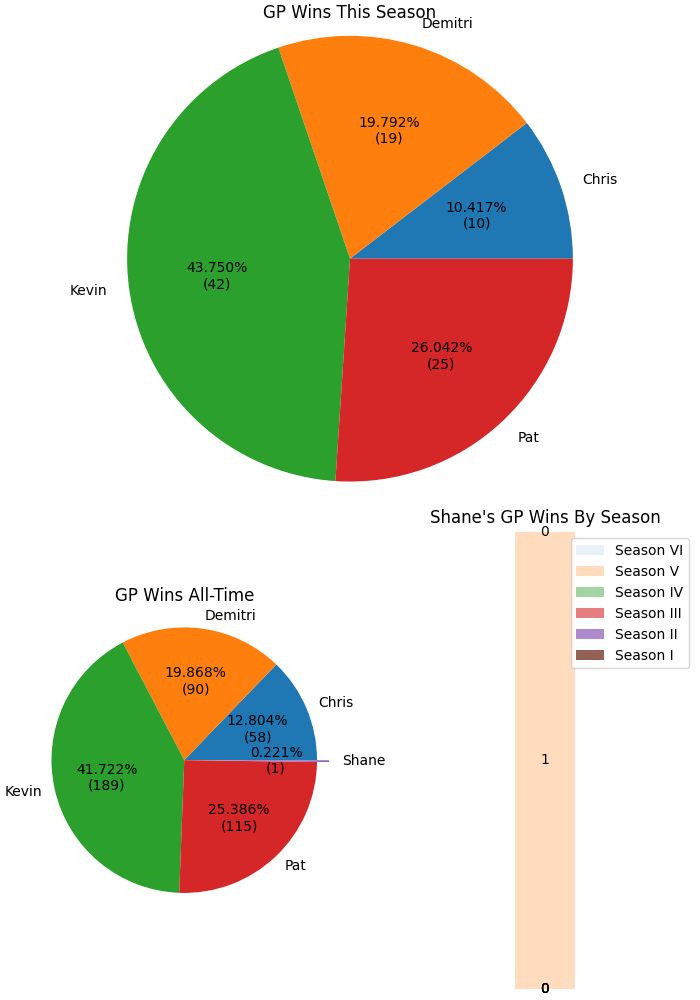 GP Wins This Season
Demitri
19.792%
(19)
Chris
10.417%
(10)
43.750%
(42)
Kevin
26.042%
(25)
Pat
Shane's GP Wins By Season
0
Season VI
Season V
Season IV
Season III
Season II
Season I
1
0
GP Wins All-Time
Demitri
19.868%
(90)
Chris
12.804%
(58)
0.221%
(1)
Shane
41.722%
(189)
Kevin
25.386%
(115)
Pat